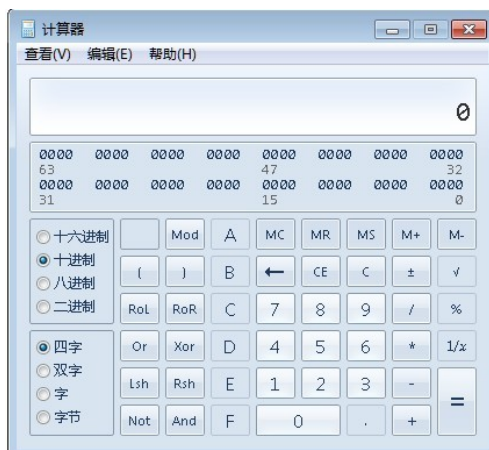 计算器
查看(V) 编辑(E) 帮助(H)
0
0000 0000 0000 0000 0000 0000 0000 0000
63 47 32
0000 0000 0000 0000 0000 0000 0000 0000
31 15 0
十六进制 Mod A MC MR MS M+ M-
十进制 ( ) B ← CE C ± √
八进制
二进制 RoL RoR C 7 8 9 / %
四字 Or Xor D 4 5 6 * 1/x
双字
字 Lsh Rsh E 1 2 3 - =
字节 Not And F 0 . +